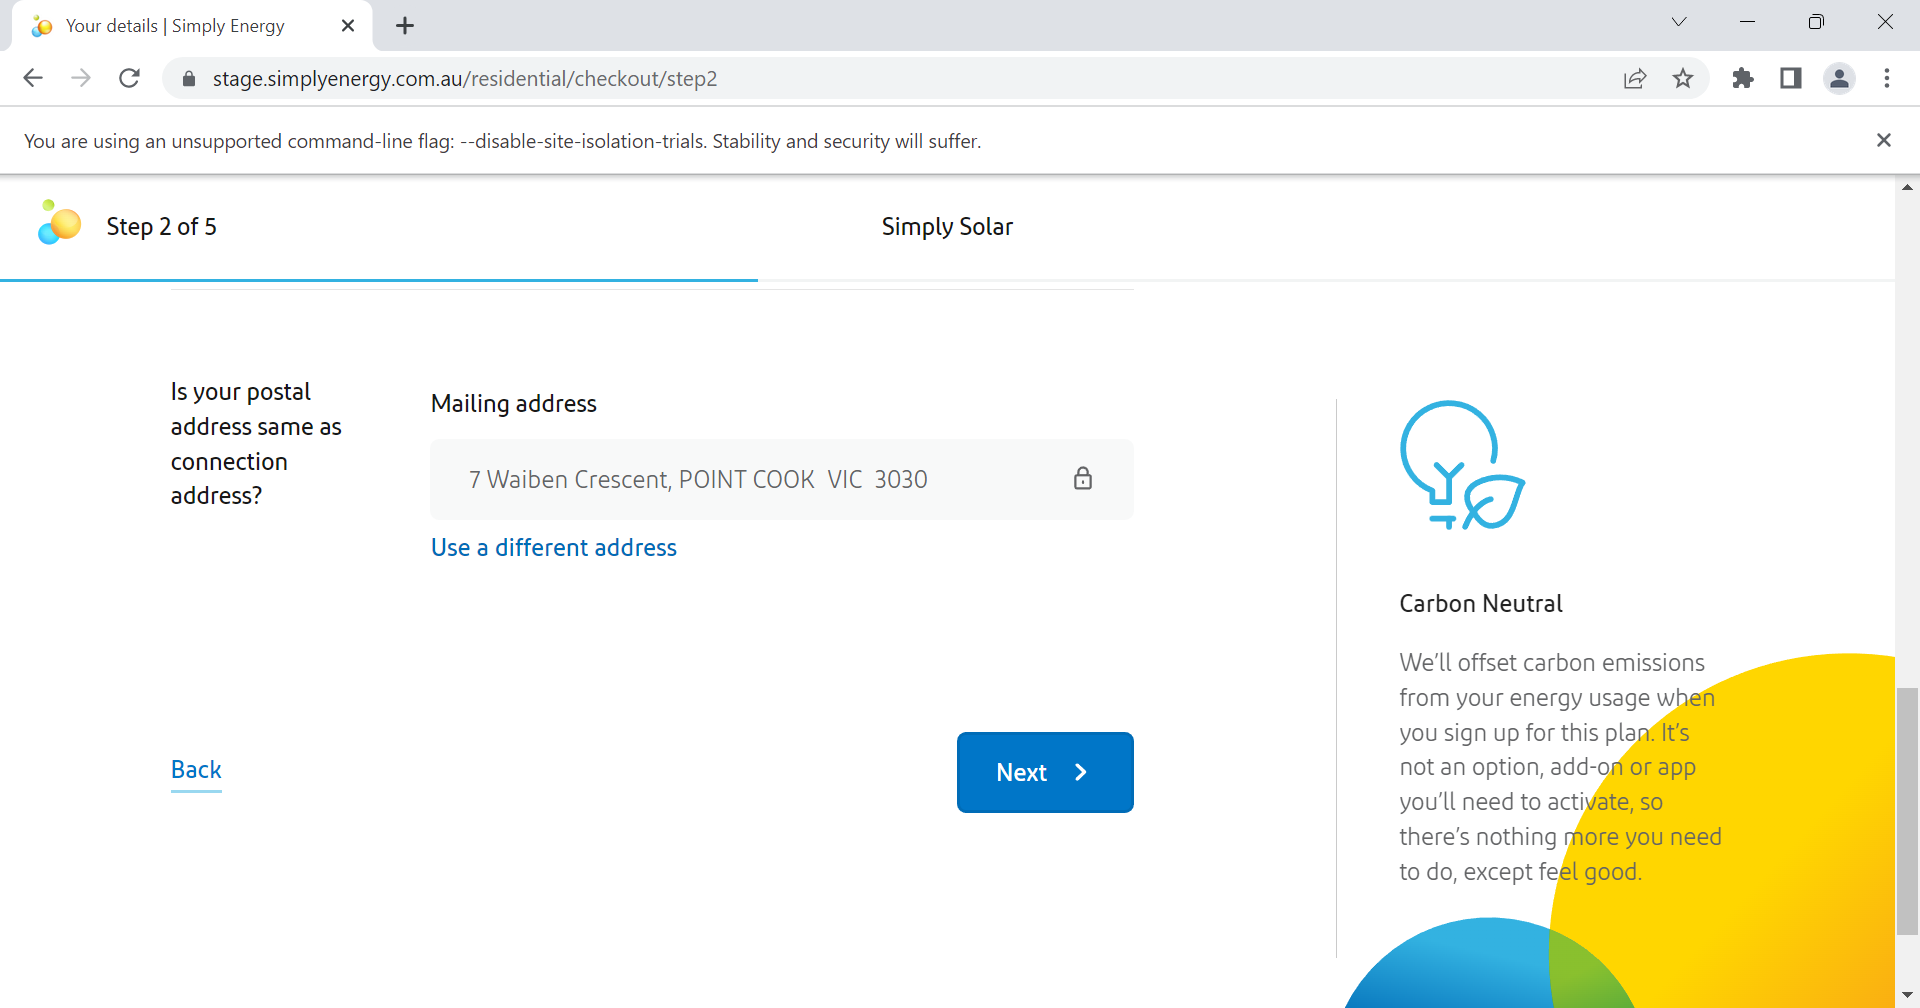 Your details | Simply Energy
stage.simplyenergy.com.au/residential/checkout/step2
You are using an unsupported command-line flag: --disable-site-isolation-trials. Stability and security will suffer.
Step 2 of 5
Simply Solar
Is your postal
address same as
connection
address?
Mailing address
7 Waiben Crescent, POINT COOK  VIC  3030
Use a different address
Back
Next
Carbon Neutral
We’ll offset carbon emissions
from your energy usage when
you sign up for this plan. It’s
not an option, add-on or app
you’ll need to activate, so
there’s nothing more you need
to do, except feel good.